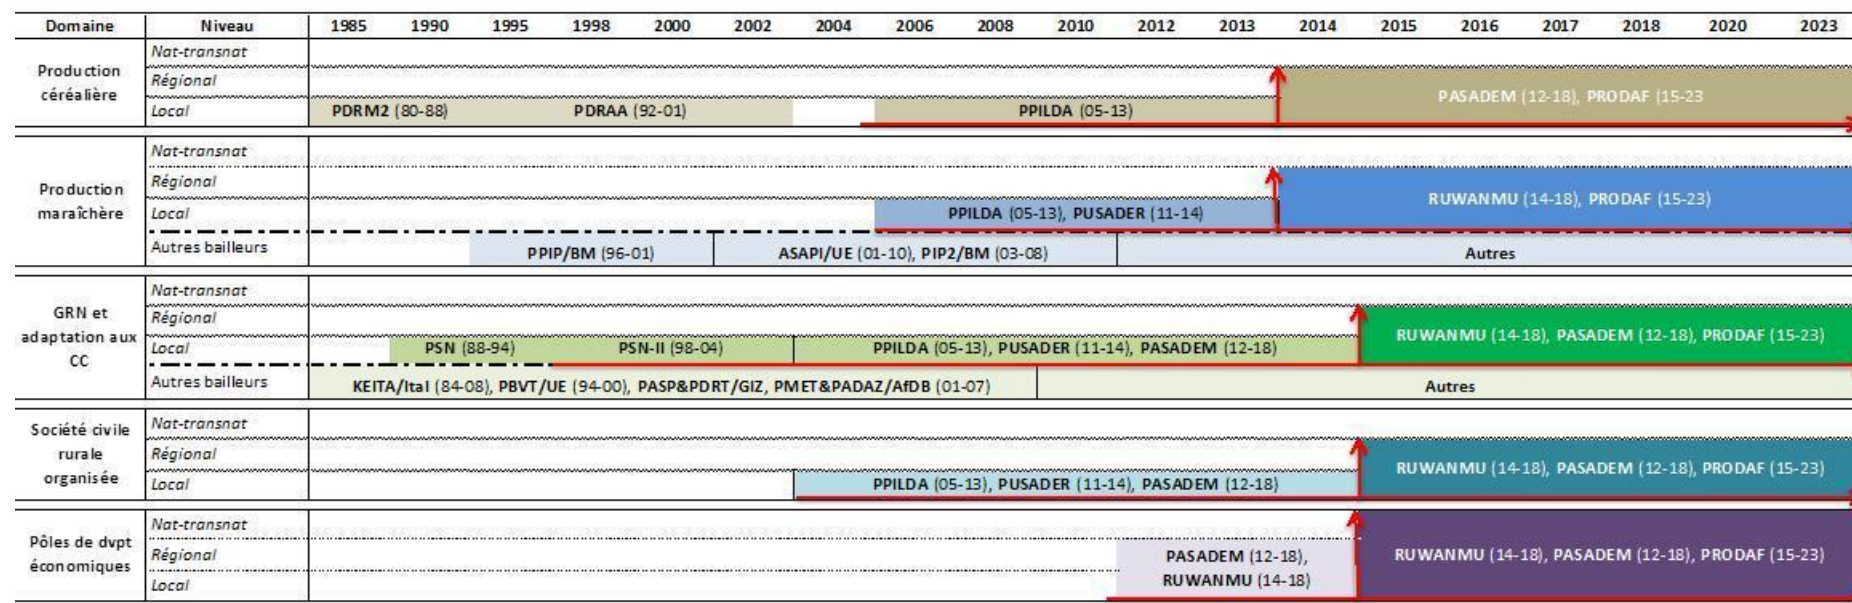 Domaine Niveau 1985 1990 1995 1998 2000 2002 2004 2006 2008 2010 2012 2013 2014 2015 2016 2017 2018 2020 2023
Production céréalière
Nat-transnat
Régional
Local
PDRM2 (80-88) PDRAA (92-01) PPILDA (05-13)
PASADEM (12-18), PRODAF (15-23
Production maraîchère
Nat-transnat
Régional
Local
PPILDA (05-13), PUSADER (11-14)
RUWANMU (14-18), PRODAF (15-23)
Autres bailleurs
PPIP/BM (96-01) ASAPI/UE (01-10), PIP2/BM (03-08) Autres
GRN et adaptation aux CC
Nat-transnat
Régional
Local
PSN (88-94) PSN-II (98-04) PPILDA (05-13), PUSADER (11-14), PASADEM (12-18)
RUWANMU (14-18), PASADEM (12-18), PRODAF (15-23)
Autres bailleurs
KEITA/Ital (84-08), PBVT/UE (94-00), PASP&PDRT/GIZ, PMET&PADAZ/AfDB (01-07) Autres
Société civile rurale organisée
Nat-transnat
Régional
Local
PPILDA (05-13), PUSADER (11-14), PASADEM (12-18)
RUWANMU (14-18), PASADEM (12-18), PRODAF (15-23)
Pôles de dvpt économiques
Nat-transnat
Régional
Local
PASADEM (12-18),
RUWANMU (14-18)
RUWANMU (14-18), PASADEM (12-18), PRODAF (15-23)